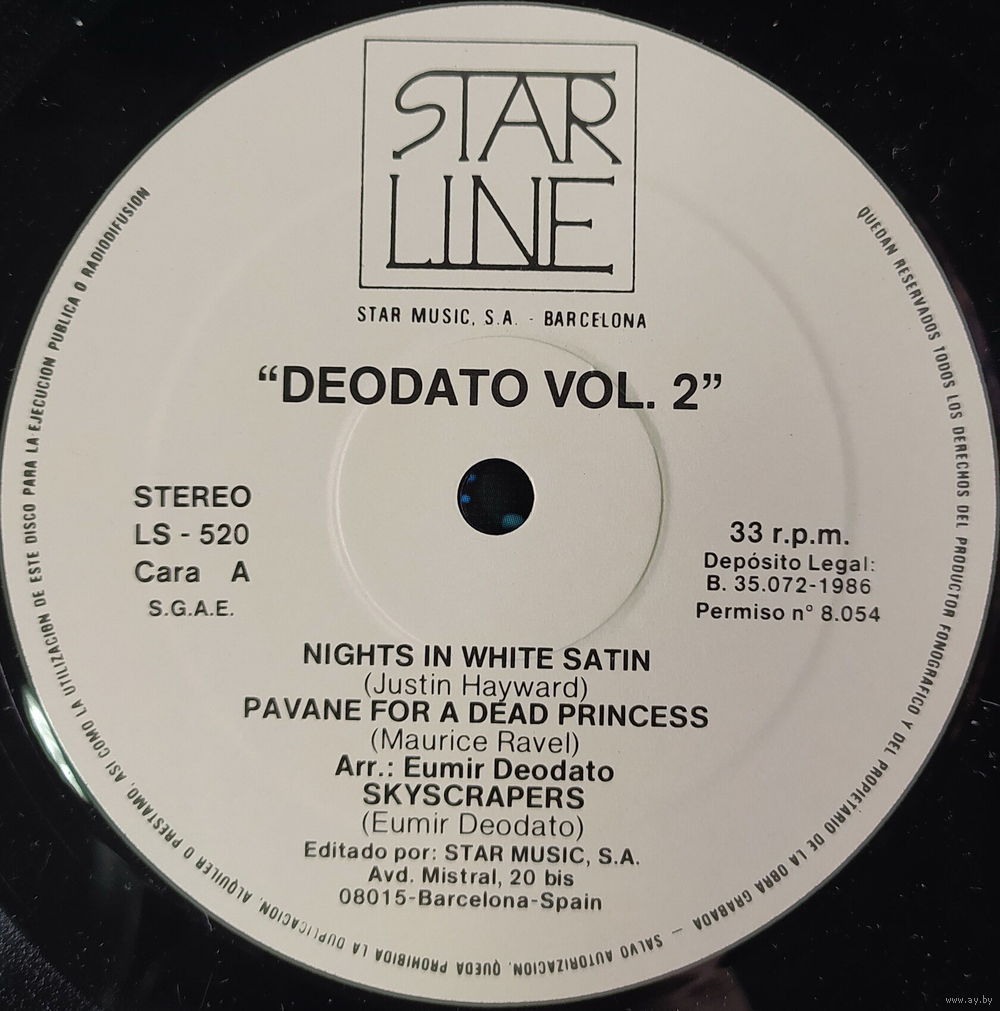 STAR
LINE
STAR MUSIC, S.A. - BARCELONA
“DEODATO VOL. 2”
STEREO
LS - 520
Cara A
S.G.A.E.
33 r.p.m.
Depósito Legal:
B. 35.072-1986
Permiso n° 8.054
NIGHTS IN WHITE SATIN
(Justin Hayward)
PAVANE FOR A DEAD PRINCESS
(Maurice Ravel)
Arr.: Eumir Deodato
SKYSCRAPERS
(Eumir Deodato)
Editado por: STAR MUSIC, S.A.
Avd. Mistral, 20 bis
08015-Barcelona-Spain
QUEDAN RESERVADOS TODOS LOS DERECHOS DEL PRODUCTOR FONOGRAFICO Y DEL PROPIETARIO DE LA OBRA GRABADA — SALVO AUTORIZACION, QUEDA PROHIBIDA LA DUPLICACION, ALQUILER O PRESTAMO, ASI COMO LA UTILIZACION DE ESTE DISCO PARA LA EJECUCION PUBLICA O RADIODIFUSION
www.ay.by